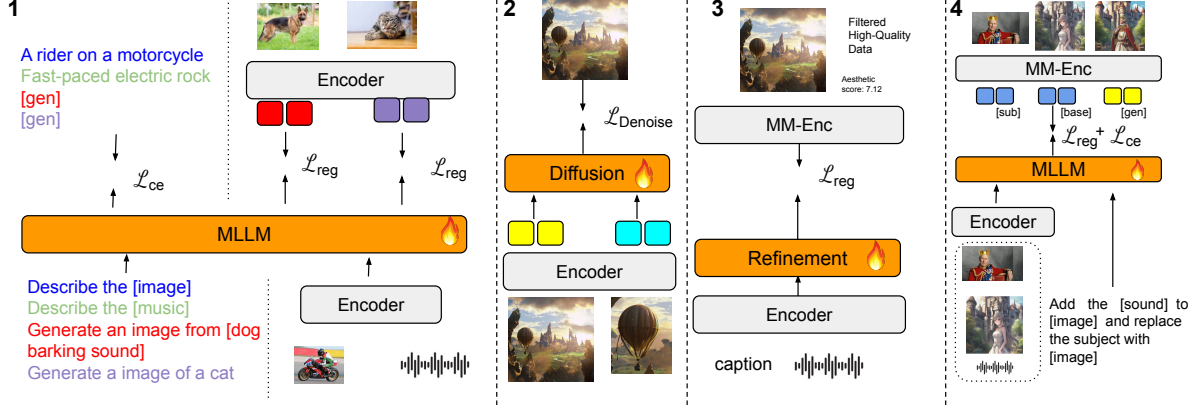 1
A rider on a motorcycle
Fast-paced electric rock
[gen]
[gen]
Encoder
ℒce
ℒreg
ℒreg
MLLM
Describe the [image]
Describe the [music]
Generate an image from [dog
barking sound]
Generate a image of a cat
Encoder
2
ℒDenoise
Diffusion
Encoder
3
Filtered
High-Quality
Data
Aesthetic
score: 7.12
MM-Enc
ℒreg
Refinement
Encoder
caption
4
MM-Enc
[sub]
[base]
[gen]
ℒreg + ℒce
MLLM
Encoder
Add the [sound] to
[image] and replace
the subject with
[image]